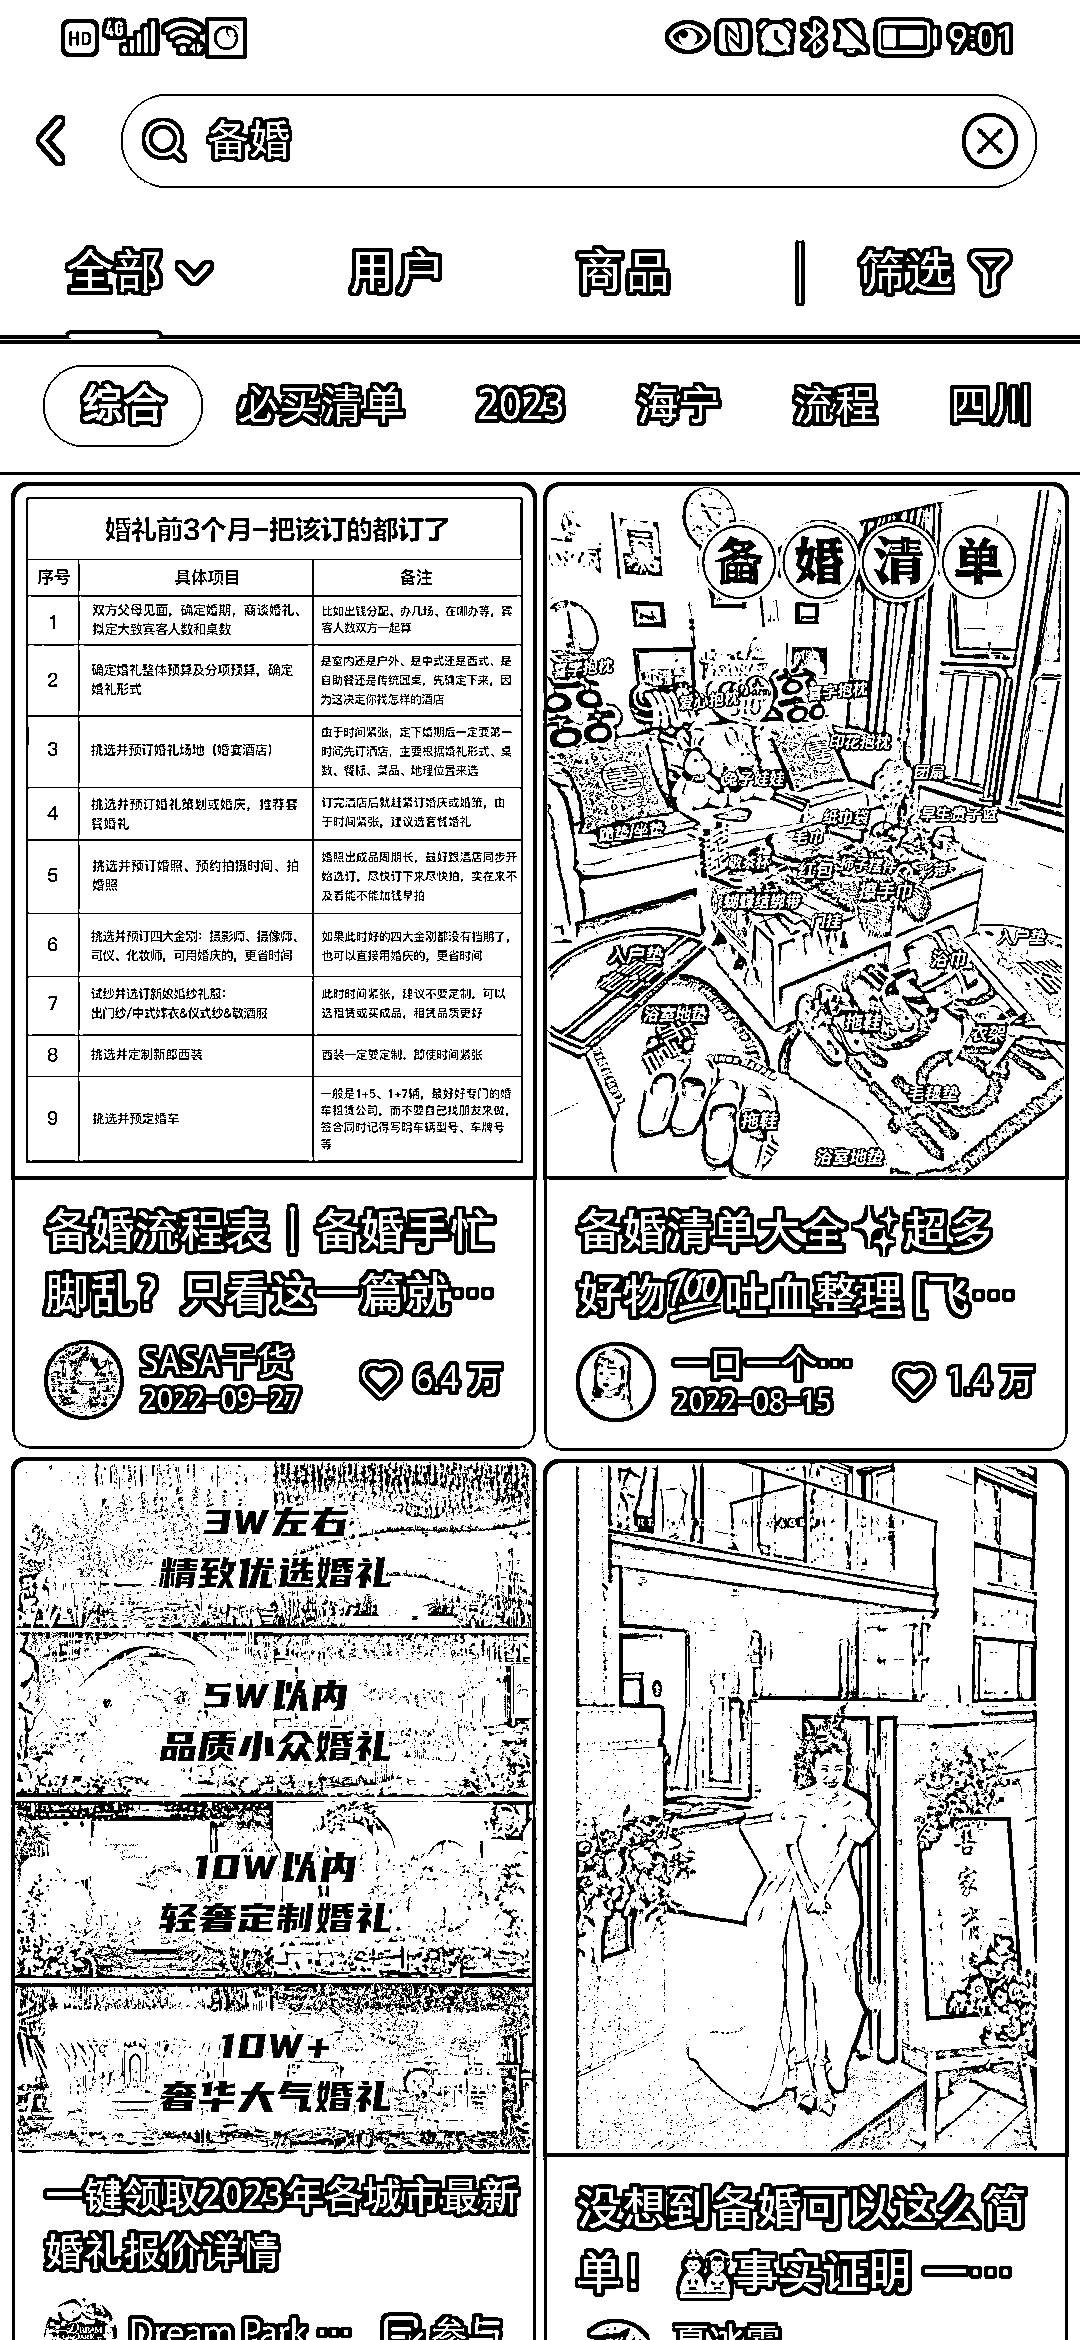 HD 4G 9:01
备婚
全部 用户 商品 筛选
综合 必买清单 2023 海宁 流程 四川
婚礼前3个月-把该订的都订了
序号 具体项目 备注
1 双方父母见面，确定婚期，商谈婚礼、
拟定大致宾客人数和桌数
比如出钱分配、办几场、在哪办等，宾
客人数双方一起算
2 确定婚礼整体预算及分项预算，确定
婚礼形式
是室内还是户外、是中式还是西式、是
自助餐还是传统圆桌，先确定下来，因
为这决定你找怎样的酒店
3 挑选并预订婚礼场地（婚宴酒店）
由于时间紧张，定下婚期后一定要第一
时间先订酒店，主要根据婚礼形式、桌
数、餐标、菜品、地理位置来选
4 挑选并预订婚礼策划或婚庆，推荐套
餐婚礼
订完酒店后就赶紧订婚庆或婚策，由
于时间紧张，建议选套餐婚礼
5 挑选并预订婚照、预约拍摄时间、拍
婚照
婚照出成品周期长，最好跟酒店同步开
始选订，尽快订下来尽快拍，实在来不
及看能不能加钱早拍
6 挑选并预订四大金刚：摄影师、摄像师、
司仪、化妆师，可用婚庆的，更省时间
如果此时好的四大金刚都没有档期了，
也可以直接用婚庆的，更省时间
7 试纱并选订新娘婚纱礼服：
出门纱/中式嫁衣&仪式纱&敬酒服
此时时间紧张，建议不要定制，可以
选租赁或买成品，租赁品质更好
8 挑选并定制新郎西装 西装一定要定制，即使时间紧张
9 挑选并预定婚车
一般是1+5、1+7辆，最好好专门的婚
车租赁公司，而不要自己找朋友来做，
签合同时记得写明车辆型号、车牌号
等
备婚清单
爱心抱枕
印花抱枕
兔子娃娃 团扇
纸巾袋 早生贵子篮
坐垫 毛巾
敬茶杯 红包 彩带
擦手巾
门挂
入户垫 浴巾 入户垫
浴室地垫 拖鞋 衣架
毛毯垫
拖鞋
浴室地垫
备婚流程表｜备婚手忙
脚乱？只看这一篇就…
SASA干货
2022-09-27 6.4万
备婚清单大全✨超多
好物💯吐血整理 [飞…
一口一个…
2022-08-15 1.4万
3W左右
精致优选婚礼
5W以内
品质小众婚礼
10W以内
轻奢定制婚礼
10W+
奢华大气婚礼
一键领取2023年各城市最新
婚礼报价详情
Dream Park … 参与
没想到备婚可以这么简
单！ 👰事实证明 一…